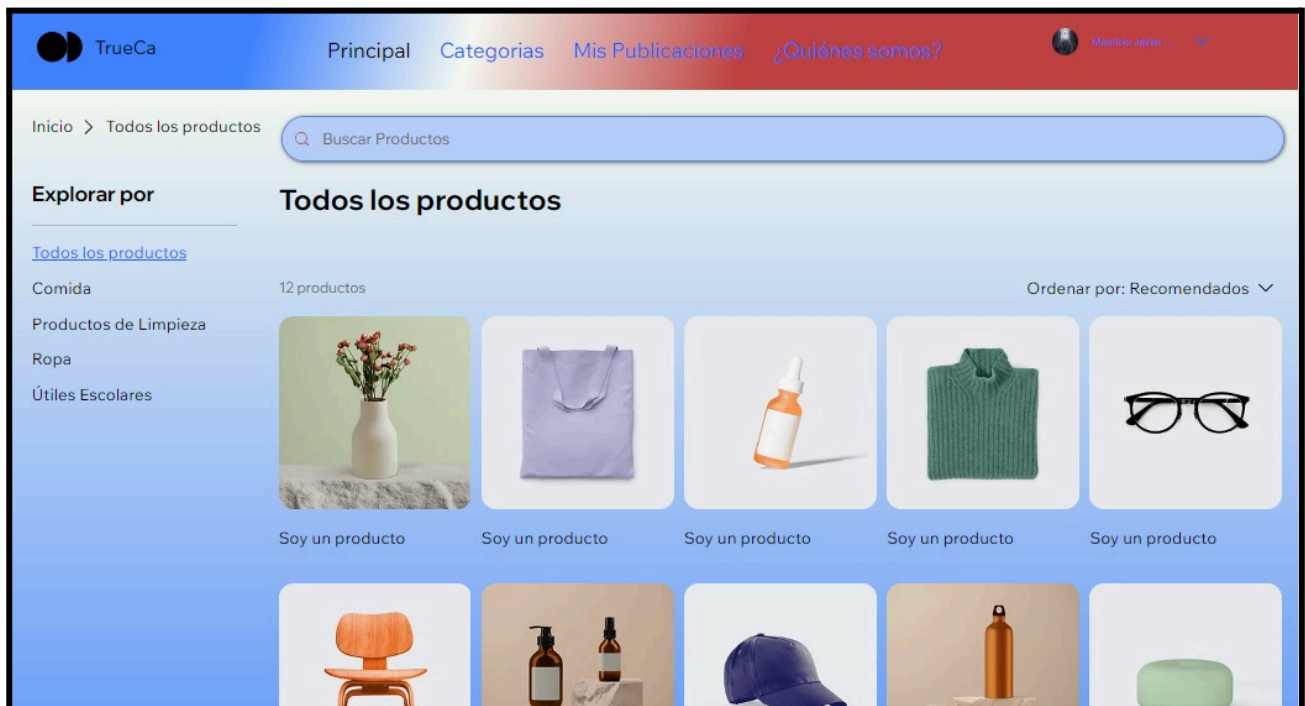 TrueCa
Principal Categorias Mis Publicaciones ¿Quiénes somos?
Mauricio Javier...
Inicio > Todos los productos
Buscar Productos
Explorar por
Todos los productos
Comida
Productos de Limpieza
Ropa
Útiles Escolares
Todos los productos
12 productos
Ordenar por: Recomendados
Soy un producto
Soy un producto
Soy un producto
Soy un producto
Soy un producto